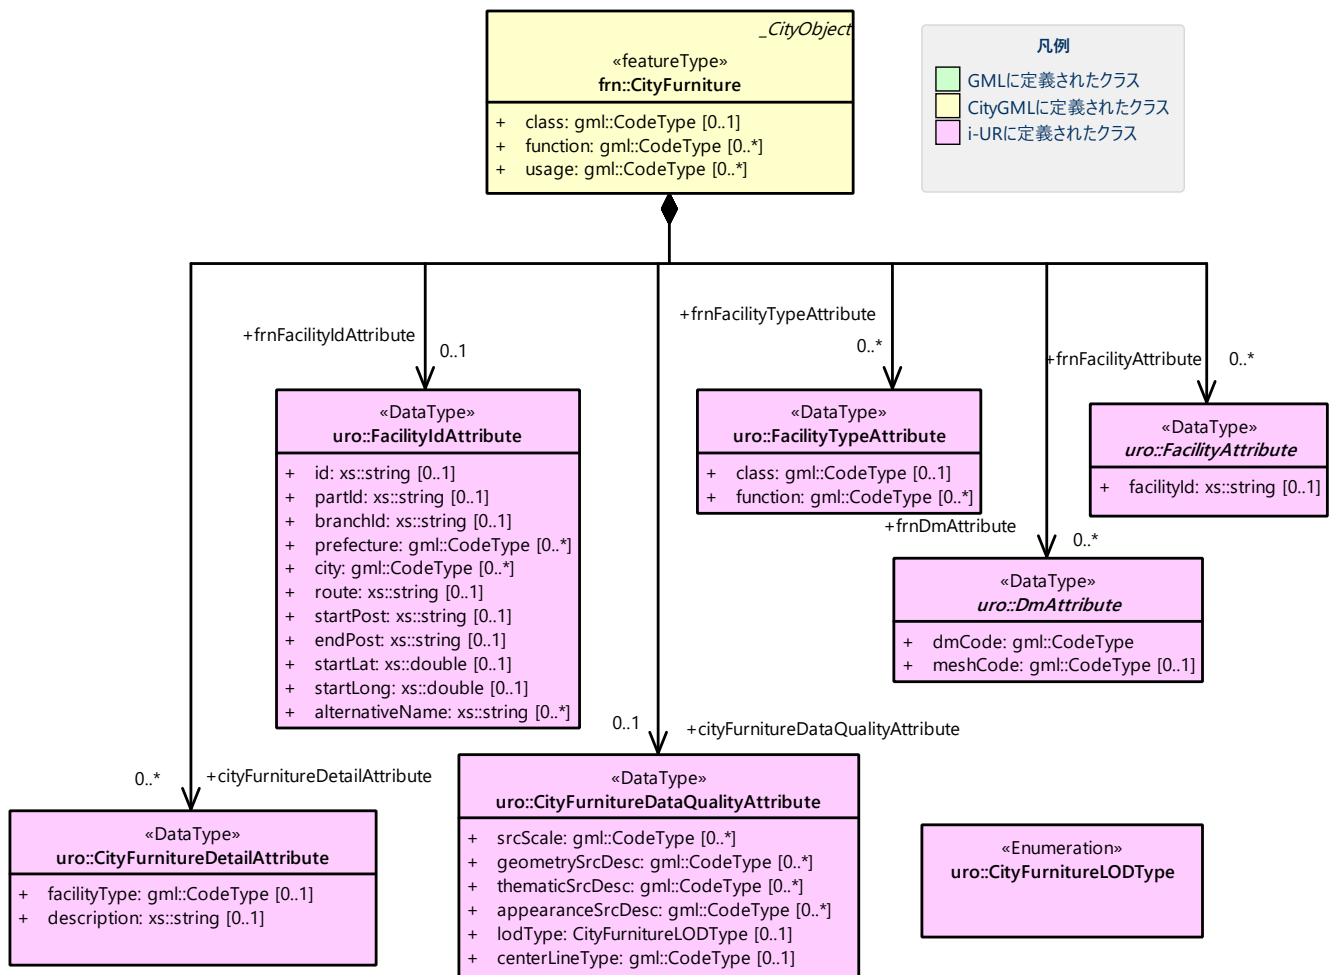 _CityObject
«featureType»
frn::CityFurniture
+ class: gml::CodeType [0..1]
+ function: gml::CodeType [0..*]
+ usage: gml::CodeType [0..*]
凡例
GMLに定義されたクラス
CityGMLに定義されたクラス
i-URに定義されたクラス
+frnFacilityIdAttribute
0..1
+frnFacilityTypeAttribute
0..*
+frnFacilityAttribute
0..*
«DataType»
uro::FacilityIdAttribute
+ id: xs::string [0..1]
+ partId: xs::string [0..1]
+ branchId: xs::string [0..1]
+ prefecture: gml::CodeType [0..*]
+ city: gml::CodeType [0..*]
+ route: xs::string [0..1]
+ startPost: xs::string [0..1]
+ endPost: xs::string [0..1]
+ startLat: xs::double [0..1]
+ startLong: xs::double [0..1]
+ alternativeName: xs::string [0..*]
«DataType»
uro::FacilityTypeAttribute
+ class: gml::CodeType [0..1]
+ function: gml::CodeType [0..*]
«DataType»
uro::FacilityAttribute
+ facilityId: xs::string [0..1]
+frnDmAttribute
0..*
«DataType»
uro::DmAttribute
+ dmCode: gml::CodeType
+ meshCode: gml::CodeType [0..1]
0..*
+cityFurnitureDetailAttribute
0..1
+cityFurnitureDataQualityAttribute
«DataType»
uro::CityFurnitureDetailAttribute
+ facilityType: gml::CodeType [0..1]
+ description: xs::string [0..1]
«DataType»
uro::CityFurnitureDataQualityAttribute
+ srcScale: gml::CodeType [0..*]
+ geometrySrcDesc: gml::CodeType [0..*]
+ thematicSrcDesc: gml::CodeType [0..*]
+ appearanceSrcDesc: gml::CodeType [0..*]
+ lodType: CityFurnitureLODType [0..1]
+ centerLineType: gml::CodeType [0..1]
«Enumeration»
uro::CityFurnitureLODType